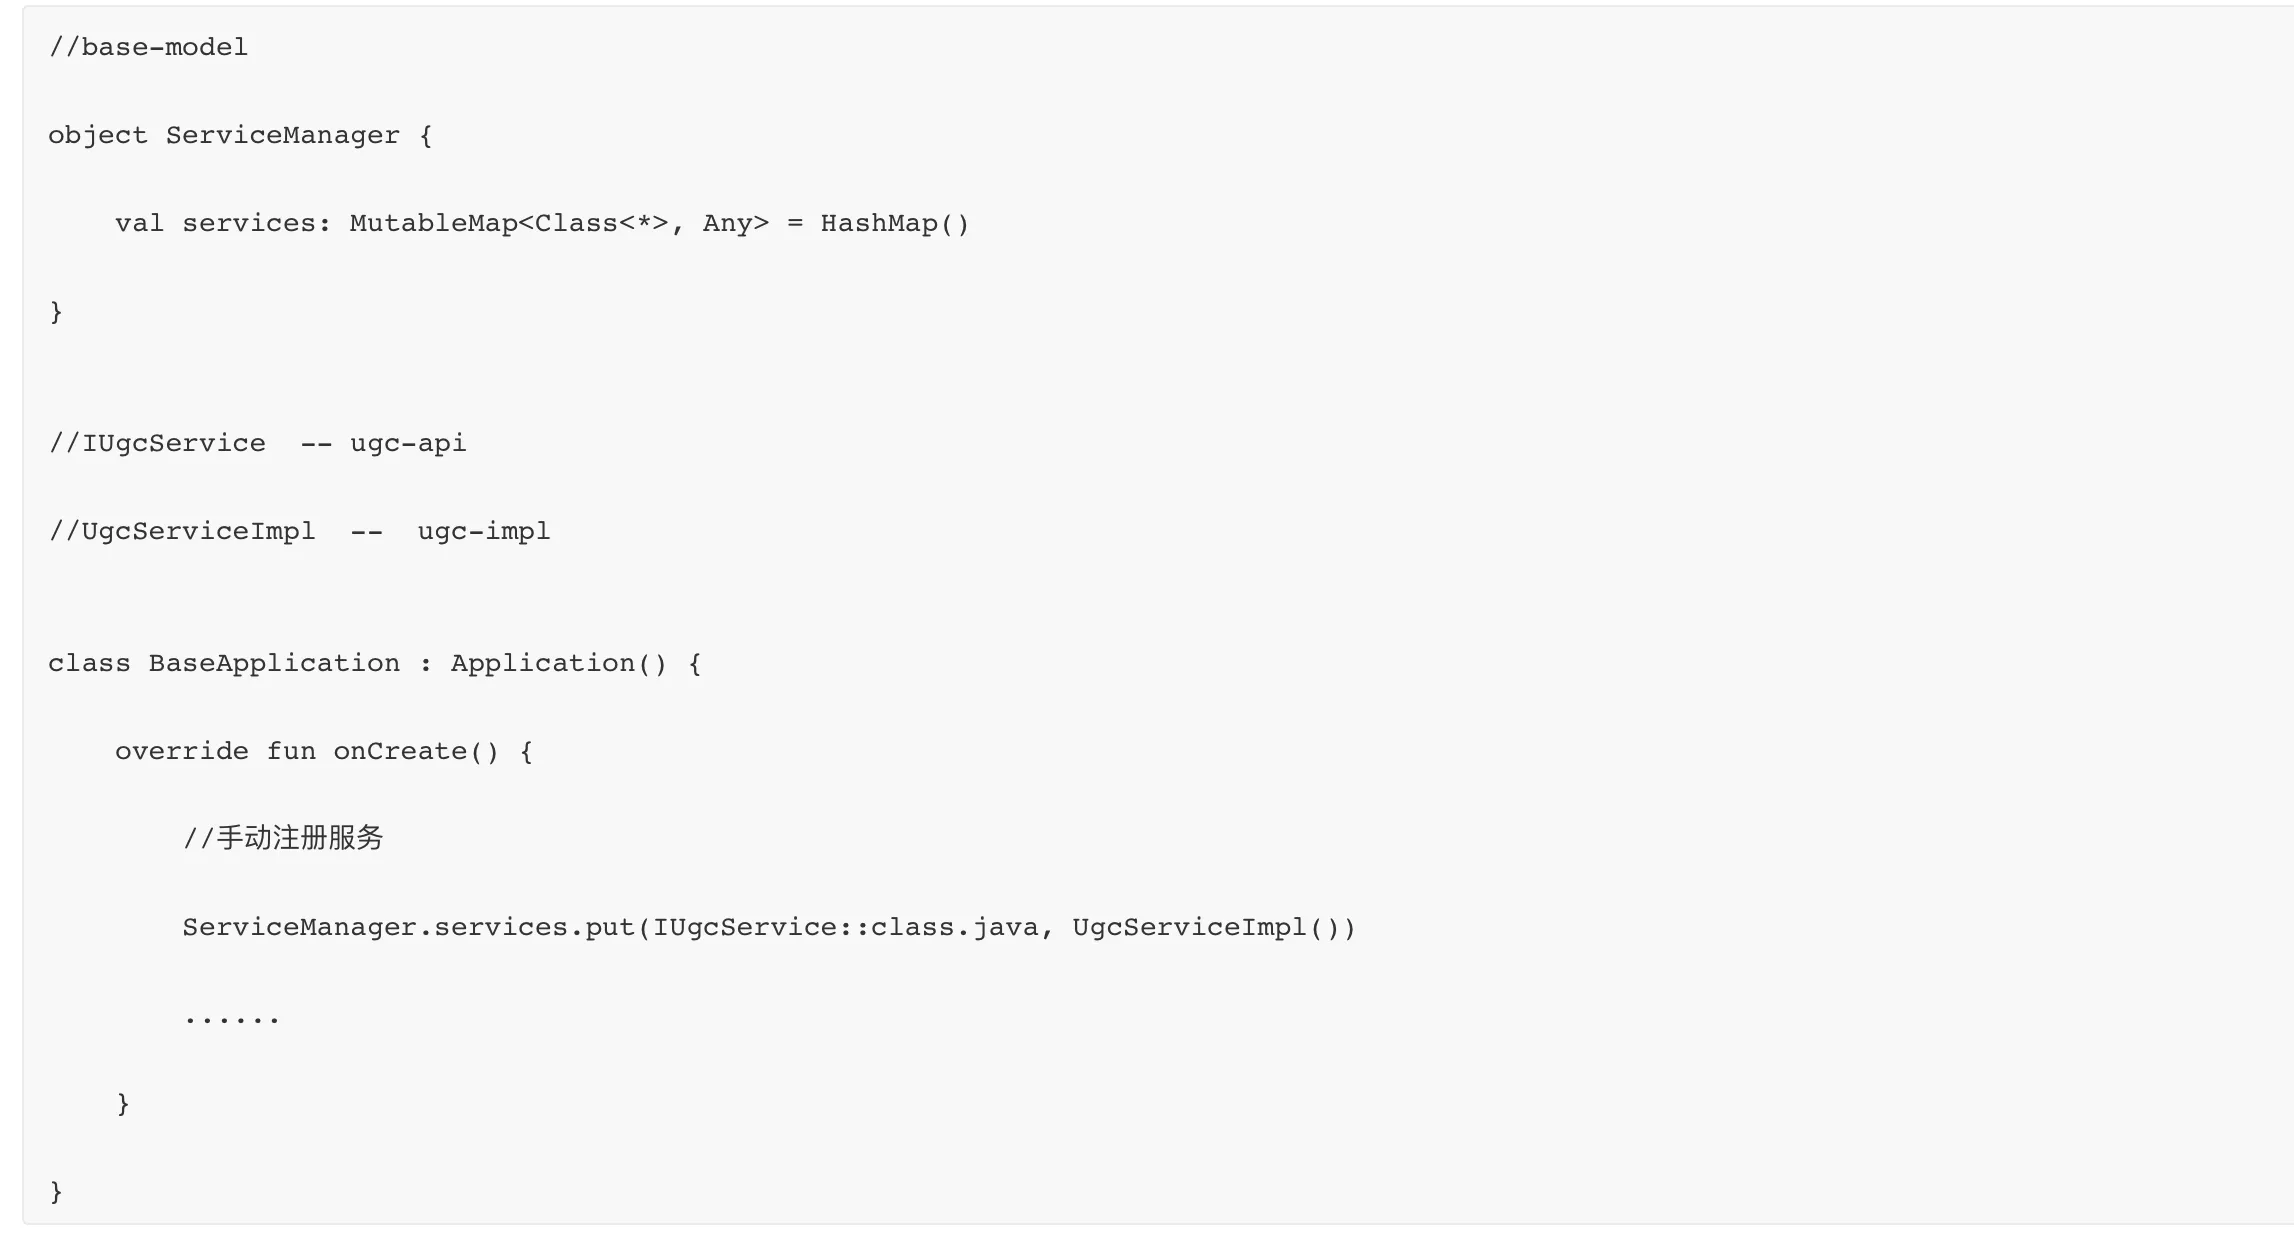 //base-model
object ServiceManager {
    val services: MutableMap<Class<*>, Any> = HashMap()
}
//IUgcService  -- ugc-api
//UgcServiceImpl  --  ugc-impl
class BaseApplication : Application() {
    override fun onCreate() {
        //手动注册服务
        ServiceManager.services.put(IUgcService::class.java, UgcServiceImpl())
        ......
    }
}